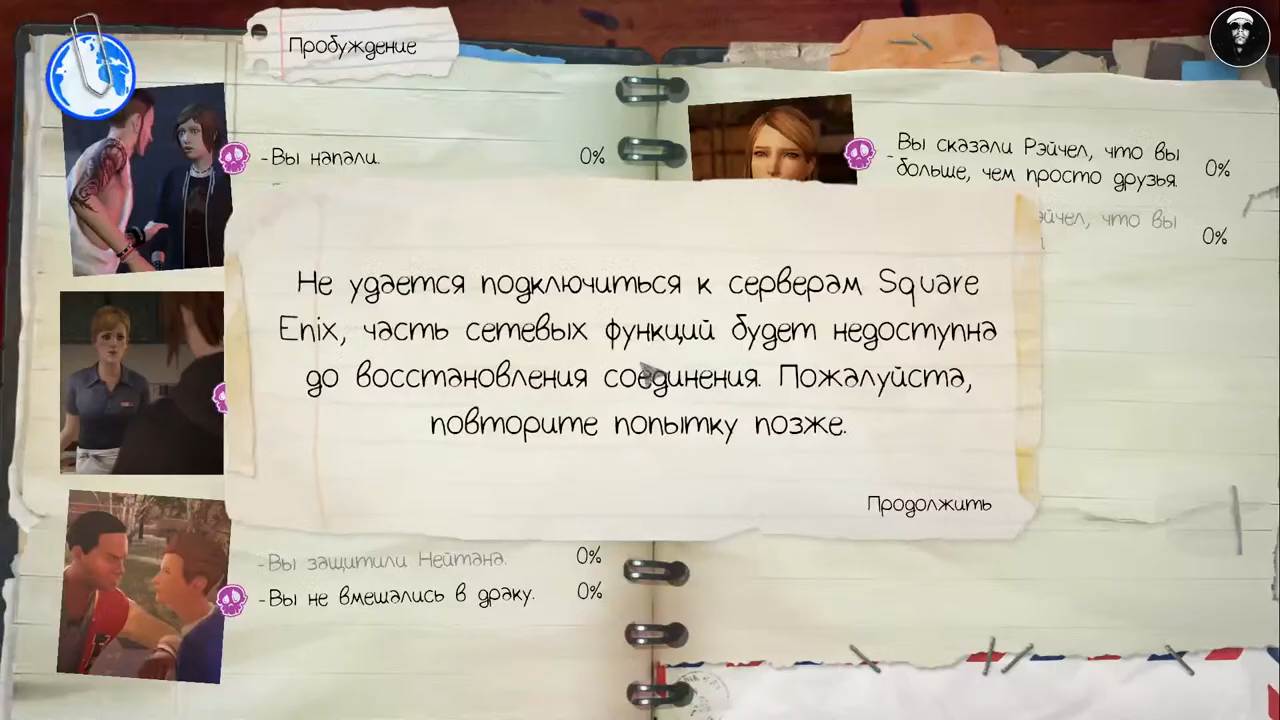 Пробуждение
-Вы напали.
0%
- Вы сказали Рэйчел, что вы
больше, чем просто друзья.
0%
что вы
0%
Не удается подключиться к серверам Square
Enix, часть сетевых функций будет недоступна
до восстановления соединения. Пожалуйста,
повторите попытку позже.
Продолжить
-Вы защитили Нейтана.
0%
-Вы не вмешались в драку.
0%